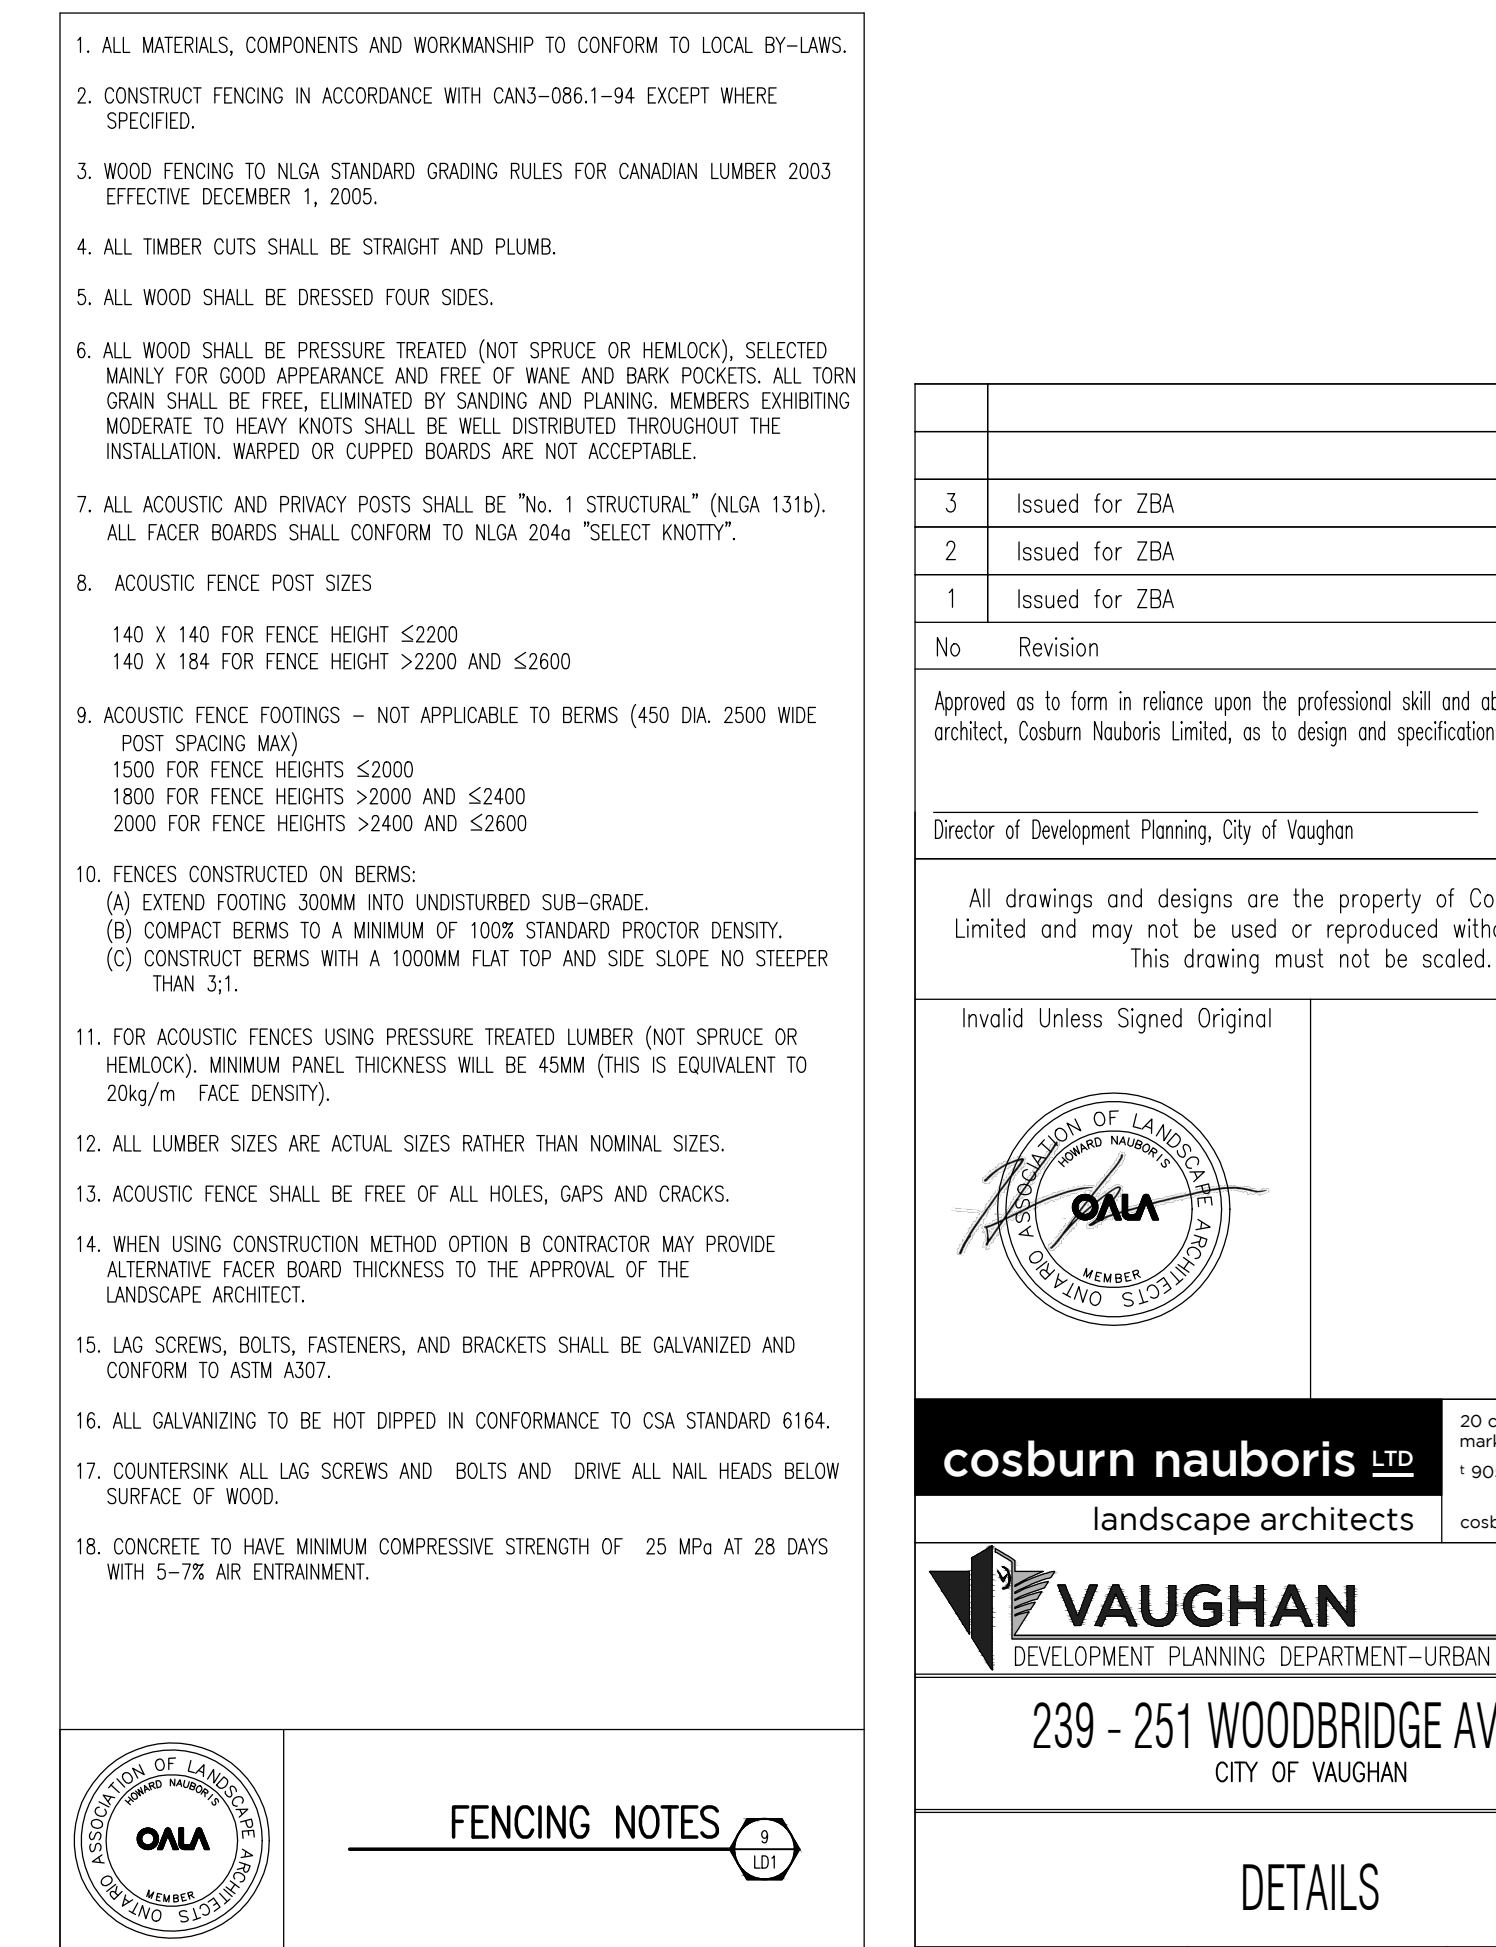 1. ALL MATERIALS, COMPONENTS AND WORKMANSHIP TO CONFORM TO LOCAL BY-LAWS.
2. CONSTRUCT FENCING IN ACCORDANCE WITH CAN3-086.1-94 EXCEPT WHERE
SPECIFIED.
3. WOOD FENCING TO NLGA STANDARD GRADING RULES FOR CANADIAN LUMBER 2003
EFFECTIVE DECEMBER 1, 2005.
4. ALL TIMBER CUTS SHALL BE STRAIGHT AND PLUMB.
5. ALL WOOD SHALL BE DRESSED FOUR SIDES.
6. ALL WOOD SHALL BE PRESSURE TREATED (NOT SPRUCE OR HEMLOCK), SELECTED
MAINLY FOR GOOD APPEARANCE AND FREE OF WANE AND BARK POCKETS. ALL TORN
GRAIN SHALL BE FREE, ELIMINATED BY SANDING AND PLANING. MEMBERS EXHIBITING
MODERATE TO HEAVY KNOTS SHALL BE WELL DISTRIBUTED THROUGHOUT THE
INSTALLATION. WARPED OR CUPPED BOARDS ARE NOT ACCEPTABLE.
7. ALL ACOUSTIC AND PRIVACY POSTS SHALL BE "No. 1 STRUCTURAL" (NLGA 131b).
ALL FACER BOARDS SHALL CONFORM TO NLGA 204a "SELECT KNOTTY".
8. ACOUSTIC FENCE POST SIZES
140 X 140 FOR FENCE HEIGHT ≤2200
140 X 184 FOR FENCE HEIGHT >2200 AND ≤2600
9. ACOUSTIC FENCE FOOTINGS – NOT APPLICABLE TO BERMS (450 DIA. 2500 WIDE
POST SPACING MAX)
1500 FOR FENCE HEIGHTS ≤2000
1800 FOR FENCE HEIGHTS >2000 AND ≤2400
2000 FOR FENCE HEIGHTS >2400 AND ≤2600
10. FENCES CONSTRUCTED ON BERMS:
(A) EXTEND FOOTING 300MM INTO UNDISTURBED SUB-GRADE.
(B) COMPACT BERMS TO A MINIMUM OF 100% STANDARD PROCTOR DENSITY.
(C) CONSTRUCT BERMS WITH A 1000MM FLAT TOP AND SIDE SLOPE NO STEEPER
THAN 3;1.
11. FOR ACOUSTIC FENCES USING PRESSURE TREATED LUMBER (NOT SPRUCE OR
HEMLOCK). MINIMUM PANEL THICKNESS WILL BE 45MM (THIS IS EQUIVALENT TO
20kg/m FACE DENSITY).
12. ALL LUMBER SIZES ARE ACTUAL SIZES RATHER THAN NOMINAL SIZES.
13. ACOUSTIC FENCE SHALL BE FREE OF ALL HOLES, GAPS AND CRACKS.
14. WHEN USING CONSTRUCTION METHOD OPTION B CONTRACTOR MAY PROVIDE
ALTERNATIVE FACER BOARD THICKNESS TO THE APPROVAL OF THE
LANDSCAPE ARCHITECT.
15. LAG SCREWS, BOLTS, FASTENERS, AND BRACKETS SHALL BE GALVANIZED AND
CONFORM TO ASTM A307.
16. ALL GALVANIZING TO BE HOT DIPPED IN CONFORMANCE TO CSA STANDARD 6164.
17. COUNTERSINK ALL LAG SCREWS AND BOLTS AND DRIVE ALL NAIL HEADS BELOW
SURFACE OF WOOD.
18. CONCRETE TO HAVE MINIMUM COMPRESSIVE STRENGTH OF 25 MPa AT 28 DAYS
WITH 5-7% AIR ENTRAINMENT.
ONTARIO ASSOCIATION OF LANDSCAPE ARCHITECTS
HOWARD NAUBORIS
OALA
MEMBER
FENCING NOTES
9
LD1
3 Issued for ZBA
2 Issued for ZBA
1 Issued for ZBA
No Revision
Approved as to form in reliance upon the professional skill and
architect, Cosburn Nauboris Limited, as to design and specification
Director of Development Planning, City of Vaughan
All drawings and designs are the property of
Limited and may not be used or reproduced
This drawing must not be scaled.
Invalid Unless Signed Original
ONTARIO ASSOCIATION OF LANDSCAPE ARCHITECTS
HOWARD NAUBORIS
OALA
MEMBER
cosburn nauboris LTD
landscape architects
20
t
VAUGHAN
DEVELOPMENT PLANNING DEPARTMENT-URBAN
239 - 251 WOODBRIDGE
CITY OF VAUGHAN
DETAILS